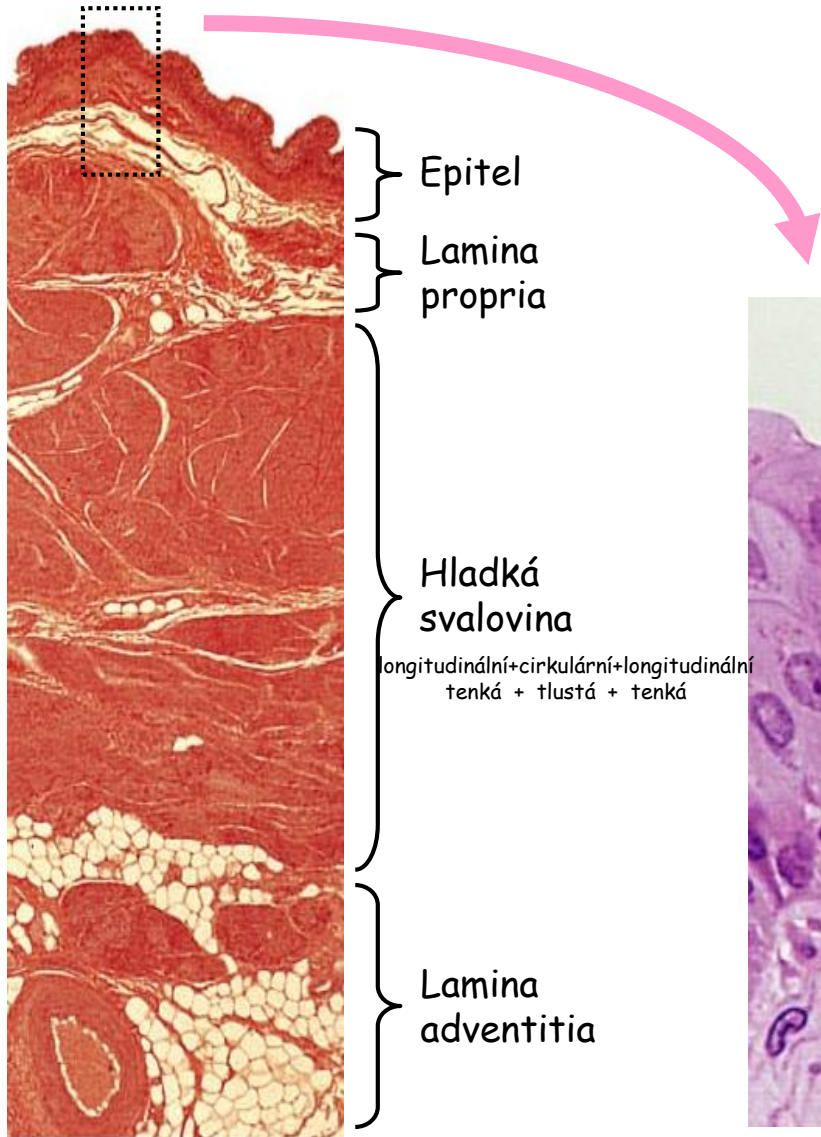 Epitel
Lamina
propria
Hladká
svalovina
longitudinální+cirkulární+longitudinální
tenká + tlustá + tenká
Lamina
adventitia